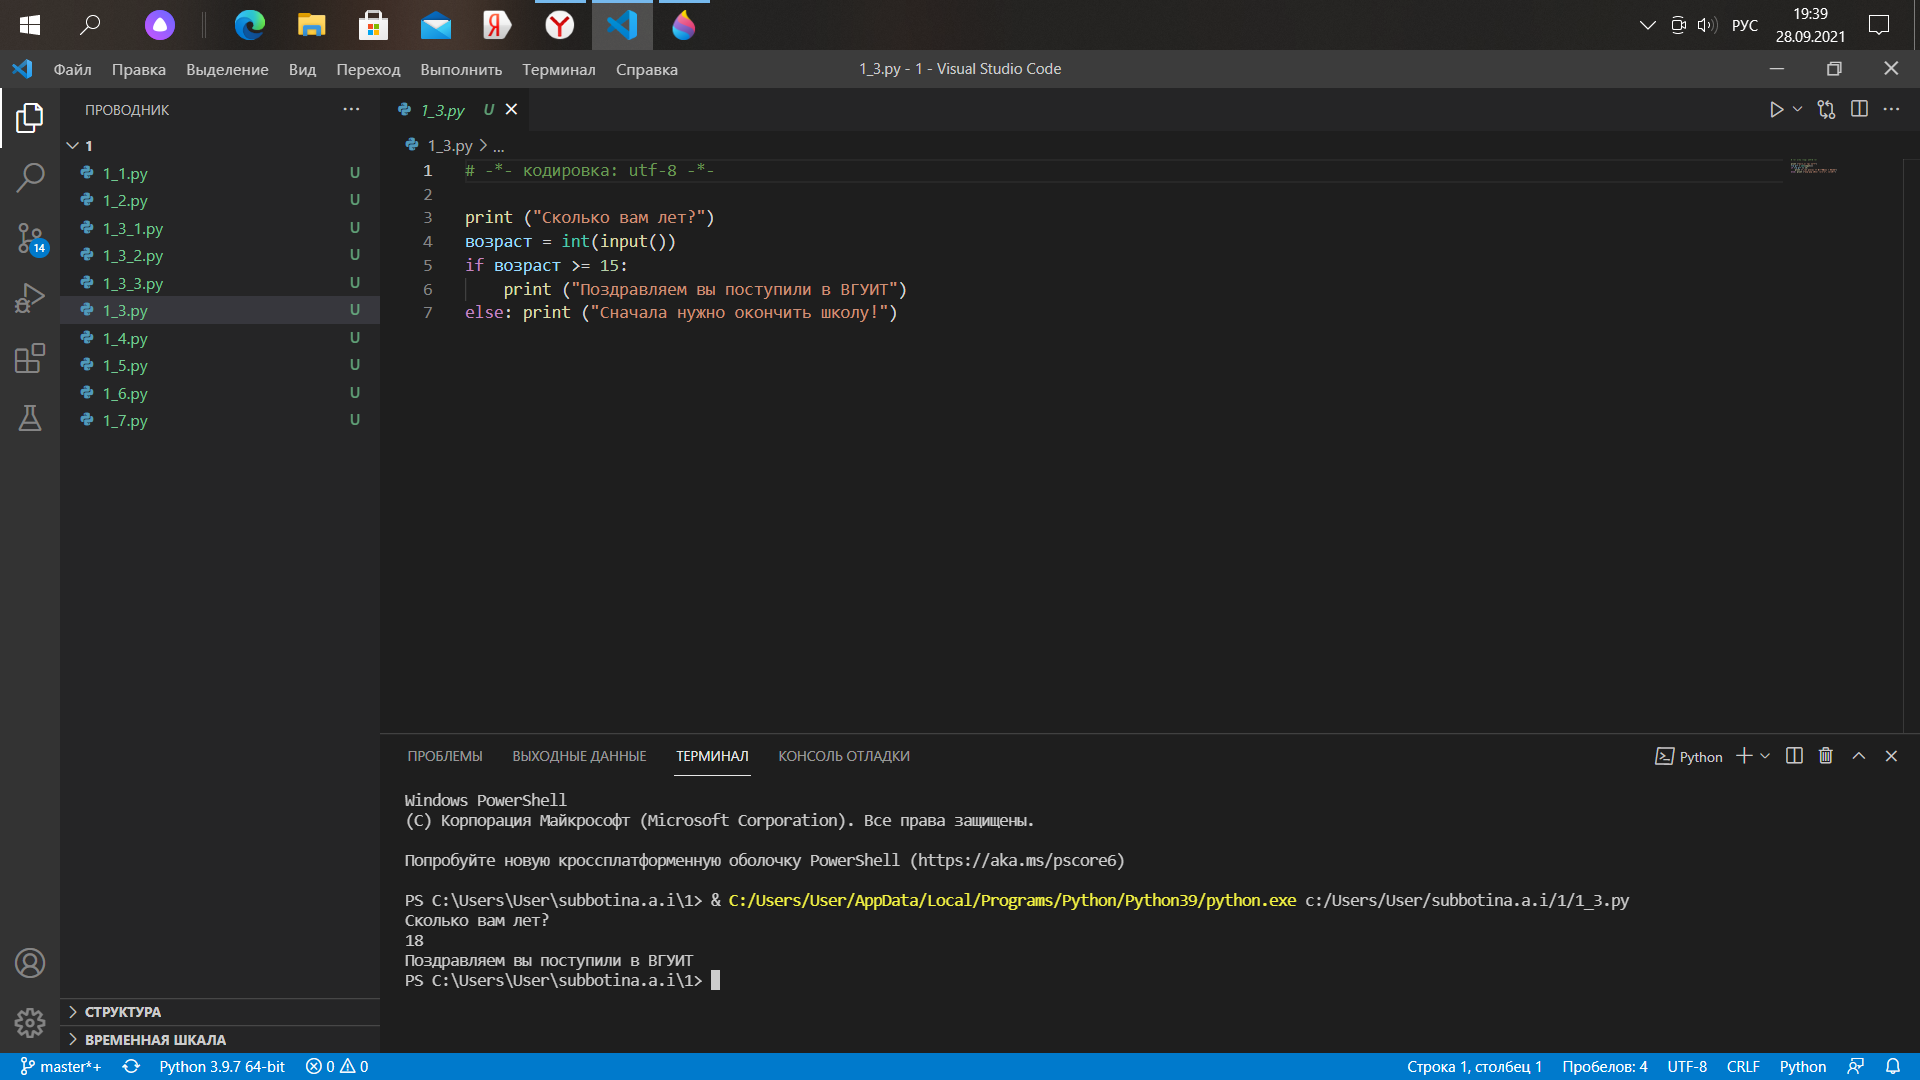 РУС
19:39
28.09.2021
Файл Правка Выделение Вид Переход Выполнить Терминал Справка
1_3.py - 1 - Visual Studio Code
ПРОВОДНИК
1_3.py U
1_3.py > ...
1
1_1.py U
1_2.py U
1_3_1.py U
1_3_2.py U
1_3_3.py U
1_3.py U
1_4.py U
1_5.py U
1_6.py U
1_7.py U
14
1 # -*- кодировка: utf-8 -*-
2
3 print ("Сколько вам лет?")
4 возраст = int(input())
5 if возраст >= 15:
6 print ("Поздравляем вы поступили в ВГУИТ")
7 else: print ("Сначала нужно окончить школу!")
ПРОБЛЕМЫ ВЫХОДНЫЕ ДАННЫЕ ТЕРМИНАЛ КОНСОЛЬ ОТЛАДКИ
Python
Windows PowerShell
(C) Корпорация Майкрософт (Microsoft Corporation). Все права защищены.
Попробуйте новую кроссплатформенную оболочку PowerShell (https://aka.ms/pscore6)
PS C:\Users\User\subbotina.a.i\1> & C:/Users/User/AppData/Local/Programs/Python/Python39/python.exe c:/Users/User/subbotina.a.i/1/1_3.py
Сколько вам лет?
18
Поздравляем вы поступили в ВГУИТ
PS C:\Users\User\subbotina.a.i\1>
СТРУКТУРА
ВРЕМЕННАЯ ШКАЛА
master*+ Python 3.9.7 64-bit 0 0
Строка 1, столбец 1 Пробелов: 4 UTF-8 CRLF Python